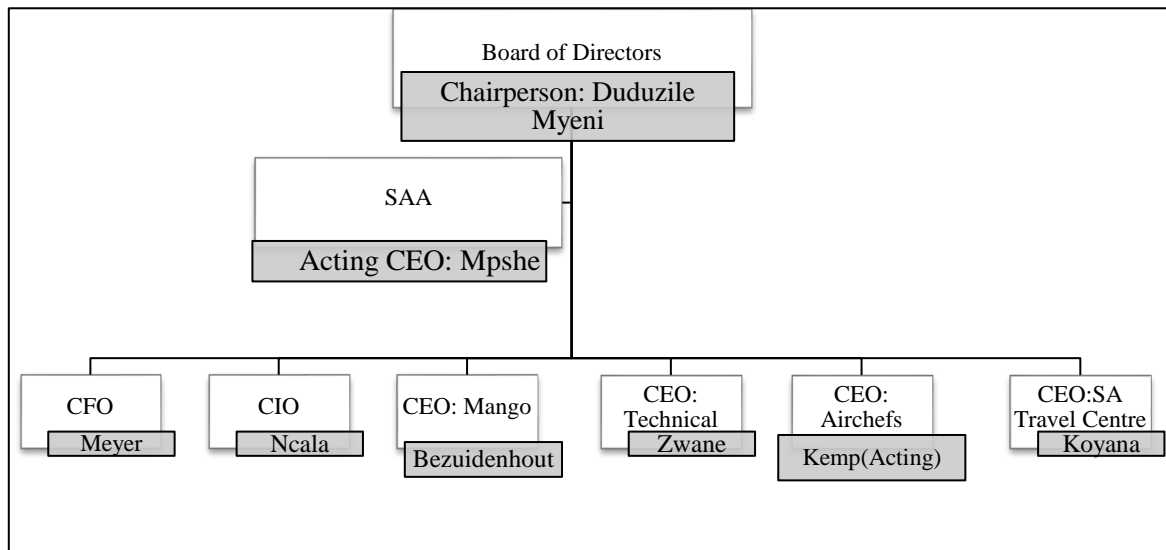 Board of Directors
Chairperson: Duduzile
Myeni
SAA
Acting CEO: Mpshe
CFO
Meyer
CIO
Ncala
CEO: Mango
Bezuidenhout
CEO:
Technical
Zwane
CEO:
Airchefs
Kemp(Acting)
CEO:SA
Travel Centre
Koyana